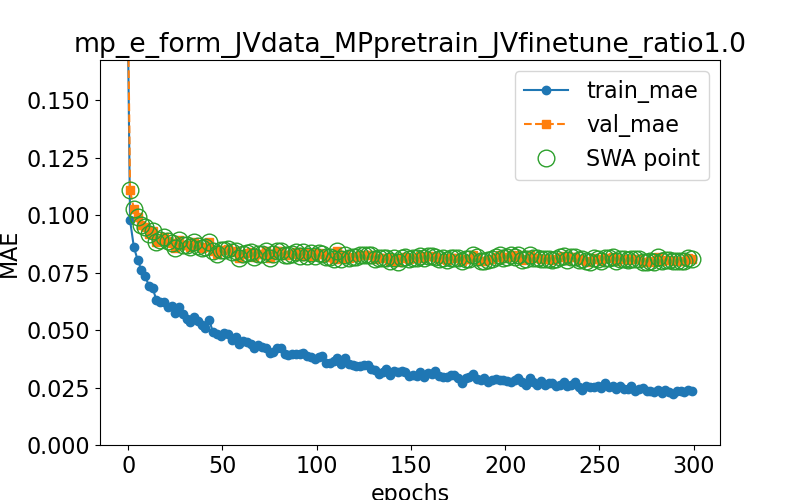 mp_e_form_JVdata_MPpretrain_JVfinetune_ratio1.0
train_mae
val_mae
SWA point
MAE
0.150
0.125
0.100
0.075
0.050
0.025
0.000
0 50 100 150 200 250 300
epochs